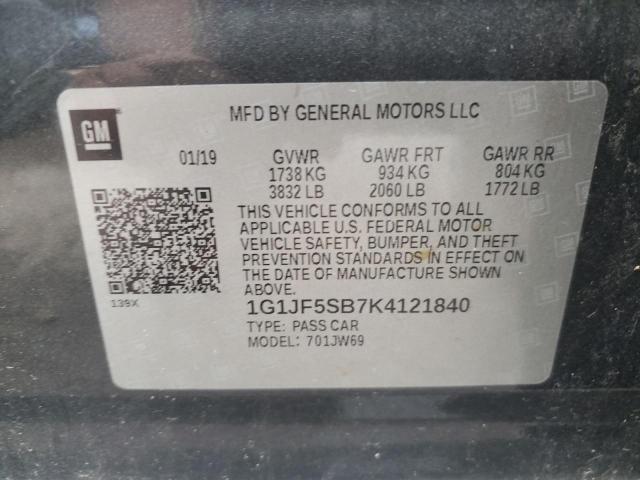 GM
MFD BY GENERAL MOTORS LLC
01/19 GVWR GAWR FRT GAWR RR
1738 KG 934 KG 804 KG
3832 LB 2060 LB 1772 LB
THIS VEHICLE CONFORMS TO ALL
APPLICABLE U.S. FEDERAL MOTOR
VEHICLE SAFETY, BUMPER, AND THEFT
PREVENTION STANDARDS IN EFFECT ON
THE DATE OF MANUFACTURE SHOWN
ABOVE.
139X
1G1JF5SB7K4121840
TYPE: PASS CAR
MODEL: 701JW69